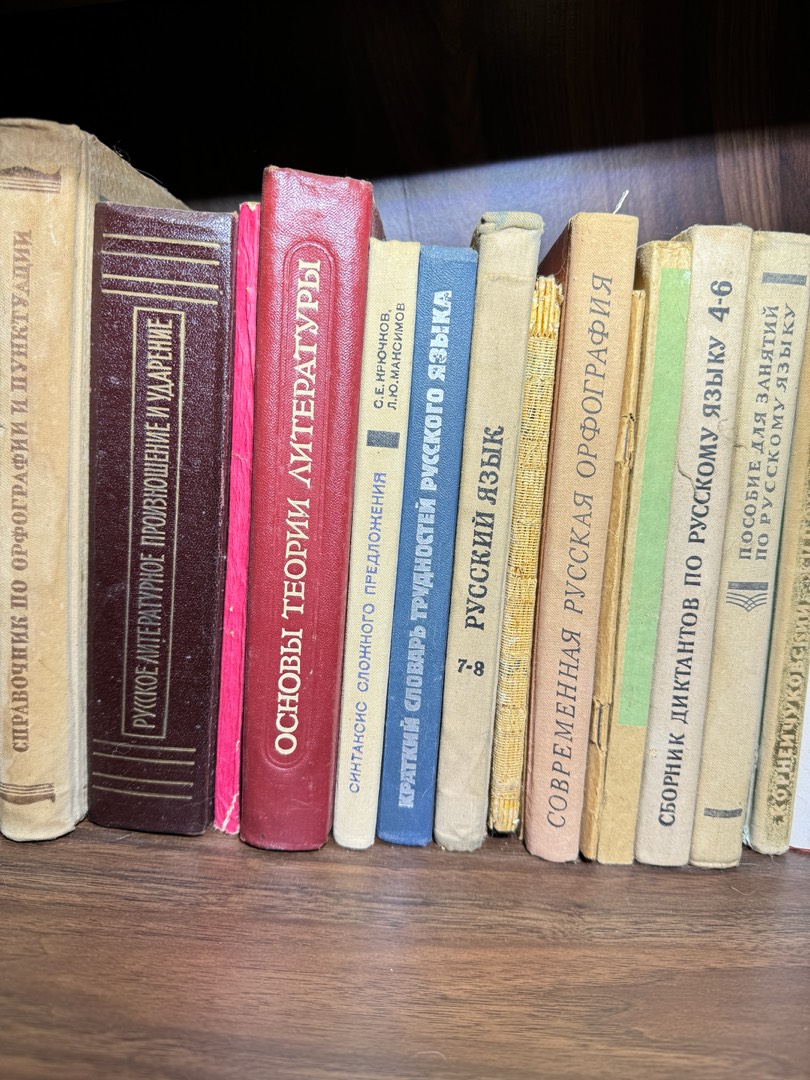 СПРАВОЧНИК ПО ОРФОГРАФИИ И ПУНКТУАЦИИ
РУССКОЕ ЛИТЕРАТУРНОЕ ПРОИЗНОШЕНИЕ И УДАРЕНИЕ
ОСНОВЫ ТЕОРИИ ЛИТЕРАТУРЫ
С.Е.КРЮЧКОВ,
Л.Ю.МАКСИМОВ
СИНТАКСИС СЛОЖНОГО ПРЕДЛОЖЕНИЯ
КРАТКИЙ СЛОВАРЬ ТРУДНОСТЕЙ РУССКОГО ЯЗЫКА
7-8 РУССКИЙ ЯЗЫК
СОВРЕМЕННАЯ РУССКАЯ ОРФОГРАФИЯ
СБОРНИК ДИКТАНТОВ ПО РУССКОМУ ЯЗЫКУ 4-6
ПОСОБИЕ ДЛЯ ЗАНЯТИЙ
ПО РУССКОМУ ЯЗЫКУ